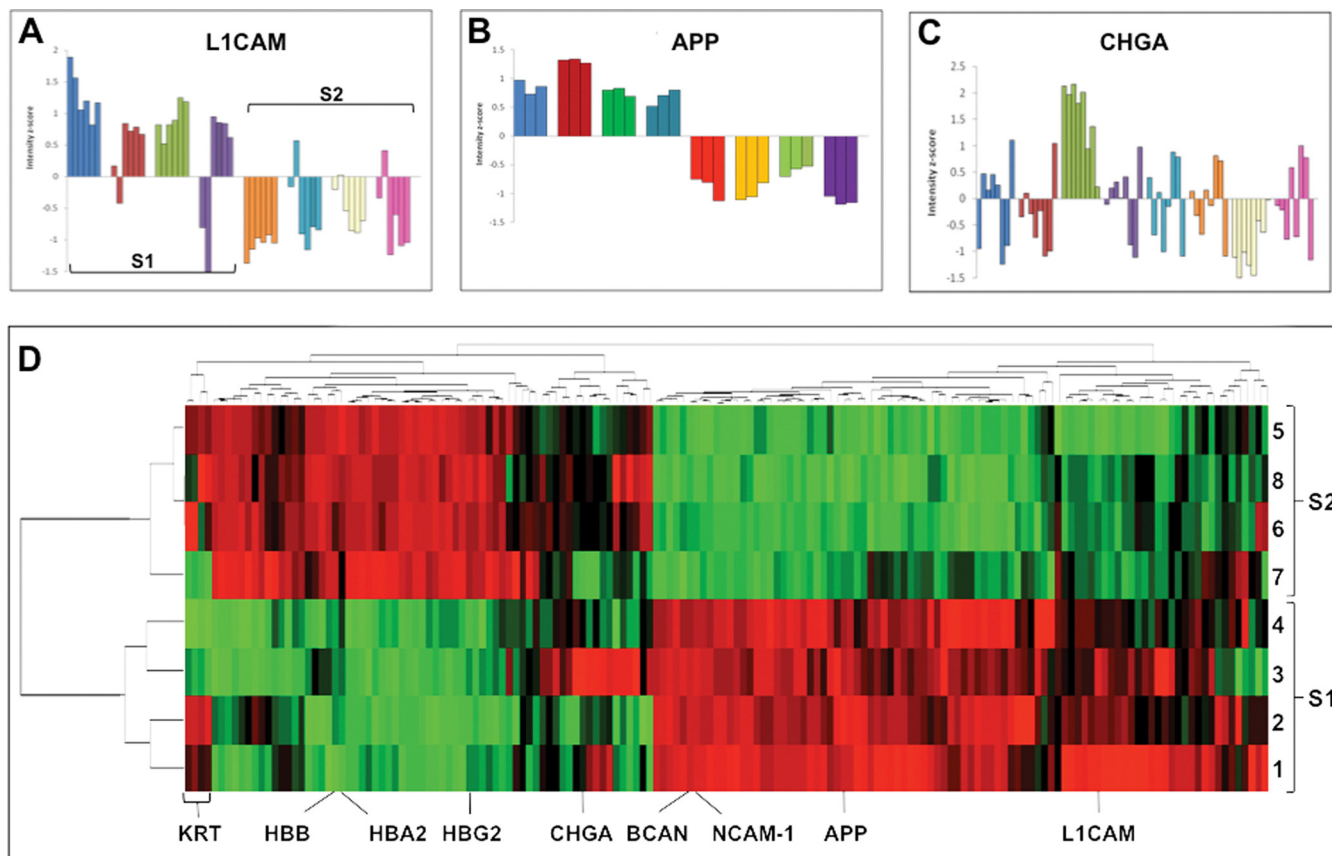 A
L1CAM
Intensity z-score
2
1.5
1
0.5
0
-0.5
-1
-1.5
S2
S1
B
APP
Intensity z-score
1.5
1
0.5
0
-0.5
-1
-1.5
C
CHGA
Intensity z-score
2.5
2
1.5
1
0.5
0
-0.5
-1
-1.5
D
5
8
6
7
4
3
2
1
S2
S1
KRT HBB HBA2 HBG2 CHGA BCAN NCAM-1 APP L1CAM